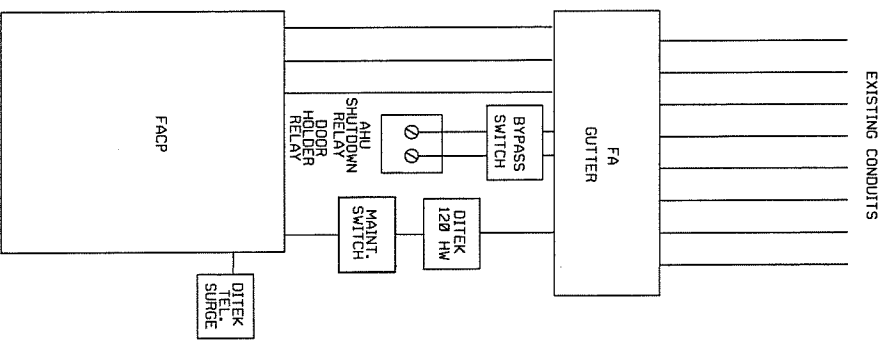 EXISTING CONDUITS
FA
GUTTER
BYPASS
SWITCH
AHU
SHUTDOWN
RELAY
DOOR
HOLDER
RELAY
DITEK
120 HW
MAINT.
SWITCH
FACP
DITEK
TEL.
SURGE